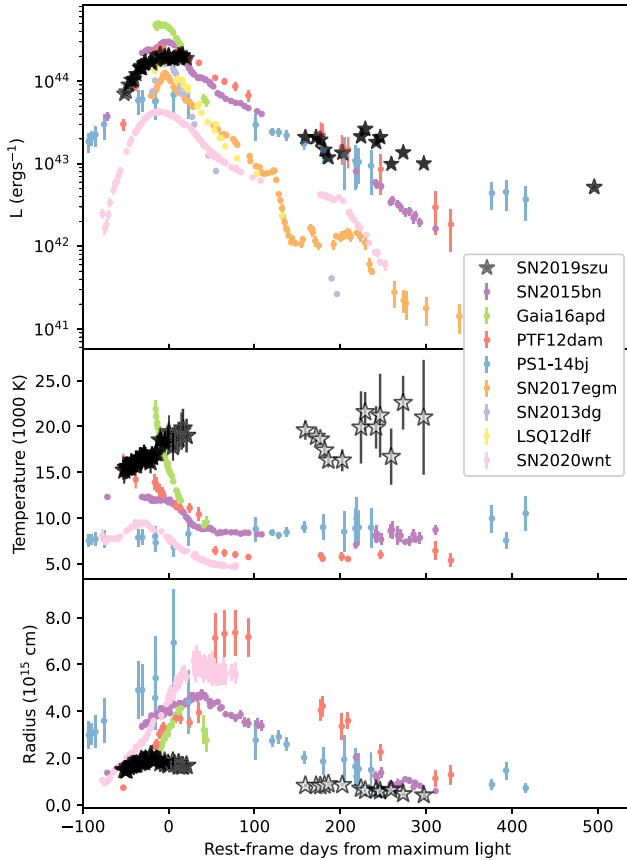 10^44
10^43
10^42
10^41
L (ergs^-1)
SN2019szu
SN2015bn
Gaia16apd
PTF12dam
PS1-14bj
SN2017egm
SN2013dg
LSQ12dlf
SN2020wnt
25.0
20.0
15.0
10.0
5.0
Temperature (1000 K)
8.0
6.0
4.0
2.0
0.0
Radius (10^15 cm)
−100 0 100 200 300 400 500
Rest-frame days from maximum light